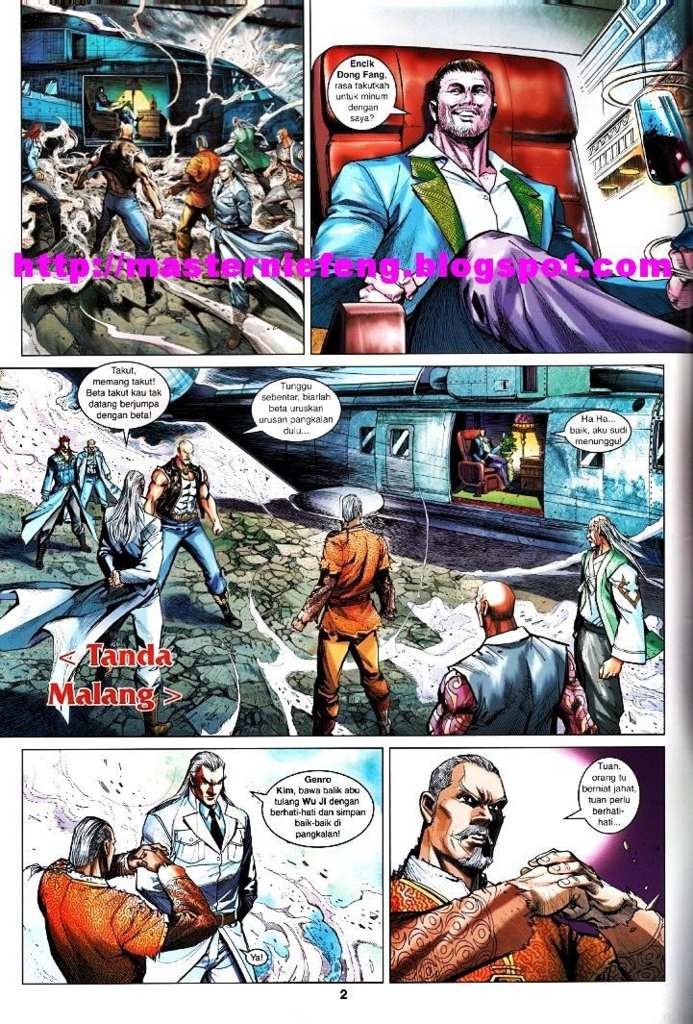 Encik
Dong Fang,
rasa takutkah
untuk minum
dengan
saya?
http://masterniefeng.blogspot.com
Takut,
memang takut!
Beta takut kau tak
datang berjumpa
dengan beta!
Tunggu
sebentar, biarlah
beta uruskan
urusan pangkalan
dulu...
Ha Ha...
baik, aku sudi
menunggu!
< Tanda
Malang >
Genro
Kim, bawa balik abu
tulang Wu Ji dengan
berhati-hati dan simpan
baik-baik di
pangkalan!
Ya!
Tuan,
orang tu
berniat jahat,
tuan perlu
berhati-
hati...
2